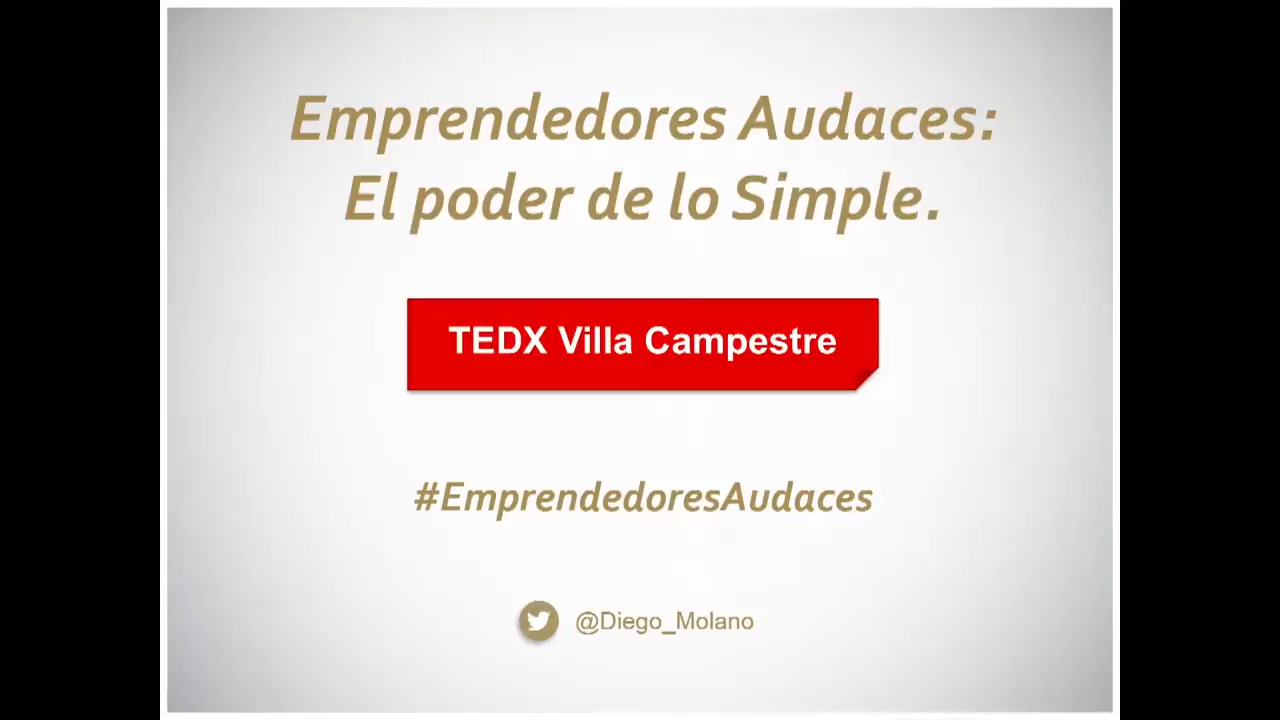 Emprendedores Audaces:
El poder de lo Simple.
TEDX Villa Campestre
#EmprendedoresAudaces
@Diego_Molano